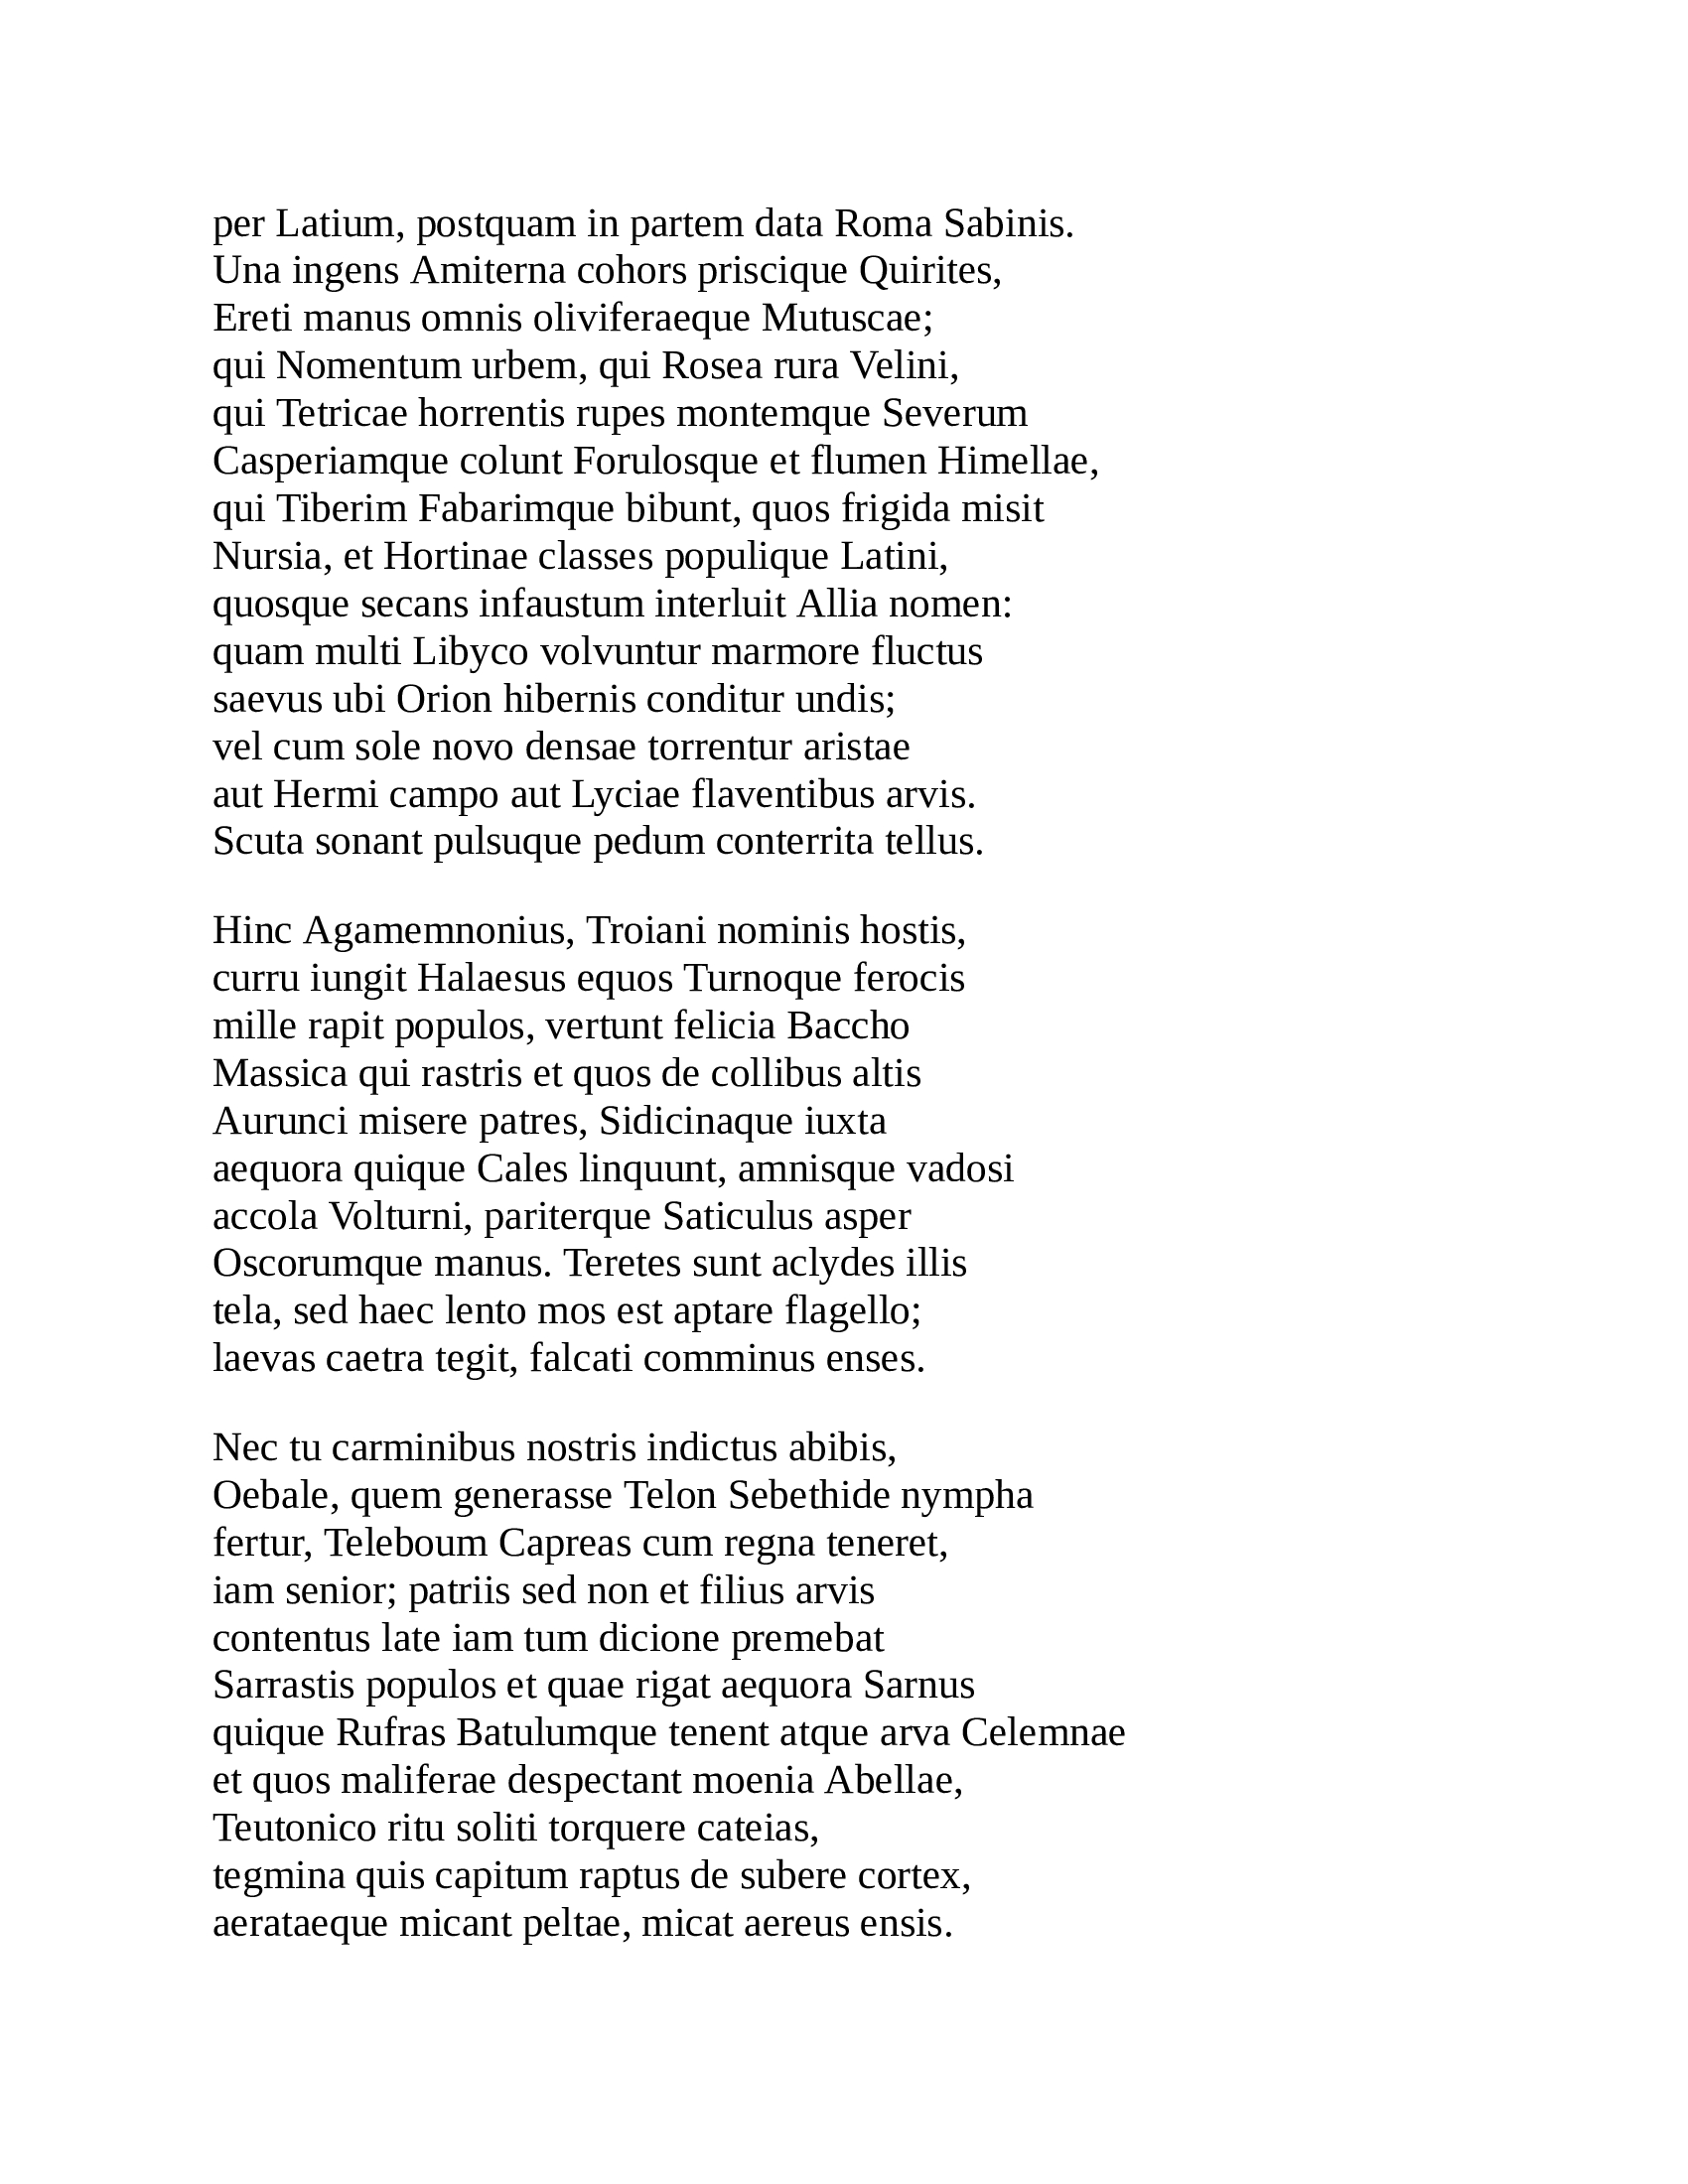 per Latium, postquam in partem data Roma Sabinis.
Una ingens Amiterna cohors priscique Quirites,
Ereti manus omnis oliviferaeque Mutuscae;
qui Nomentum urbem, qui Rosea rura Velini,
qui Tetricae horrentis rupes montemque Severum
Casperiamque colunt Forulosque et flumen Himellae,
qui Tiberim Fabarimque bibunt, quos frigida misit
Nursia, et Hortinae classes populique Latini,
quosque secans infaustum interluit Allia nomen:
quam multi Libyco volvuntur marmore fluctus
saevus ubi Orion hibernis conditur undis;
vel cum sole novo densae torrentur aristae
aut Hermi campo aut Lyciae flaventibus arvis.
Scuta sonant pulsuque pedum conterrita tellus.

Hinc Agamemnonius, Troiani nominis hostis,
curru iungit Halaesus equos Turnoque ferocis
mille rapit populos, vertunt felicia Baccho
Massica qui rastris et quos de collibus altis
Aurunci misere patres, Sidicinaque iuxta
aequora quique Cales linquunt, amnisque vadosi
accola Volturni, pariterque Saticulus asper
Oscorumque manus. Teretes sunt aclydes illis
tela, sed haec lento mos est aptare flagello;
laevas caetra tegit, falcati comminus enses.

Nec tu carminibus nostris indictus abibis,
Oebale, quem generasse Telon Sebethide nympha
fertur, Teleboum Capreas cum regna teneret,
iam senior; patriis sed non et filius arvis
contentus late iam tum dicione premebat
Sarrastis populos et quae rigat aequora Sarnus
quique Rufras Batulumque tenent atque arva Celemnae
et quos maliferae despectant moenia Abellae,
Teutonico ritu soliti torquere cateias,
tegmina quis capitum raptus de subere cortex,
aerataeque micant peltae, micat aereus ensis.